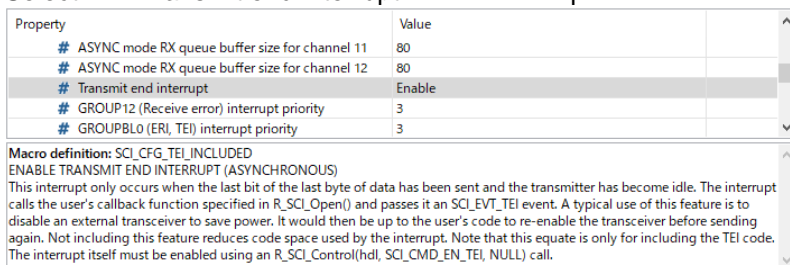 Property Value
# ASYNC mode RX queue buffer size for channel 11 80
# ASYNC mode RX queue buffer size for channel 12 80
# Transmit end interrupt Enable
# GROUP12 (Receive error) interrupt priority 3
# GROUPBL0 (ERI, TEI) interrupt priority 3
Macro definition: SCI_CFG_TEI_INCLUDED
ENABLE TRANSMIT END INTERRUPT (ASYNCHRONOUS)
This interrupt only occurs when the last bit of the last byte of data has been sent and the transmitter has become idle. The interrupt
calls the user's callback function specified in R_SCI_Open() and passes it an SCI_EVT_TEI event. A typical use of this feature is to
disable an external transceiver to save power. It would then be up to the user's code to re-enable the transceiver before sending
again. Not including this feature reduces code space used by the interrupt. Note that this equate is only for including the TEI code.
The interrupt itself must be enabled using an R_SCI_Control(hdl, SCI_CMD_EN_TEI, NULL) call.